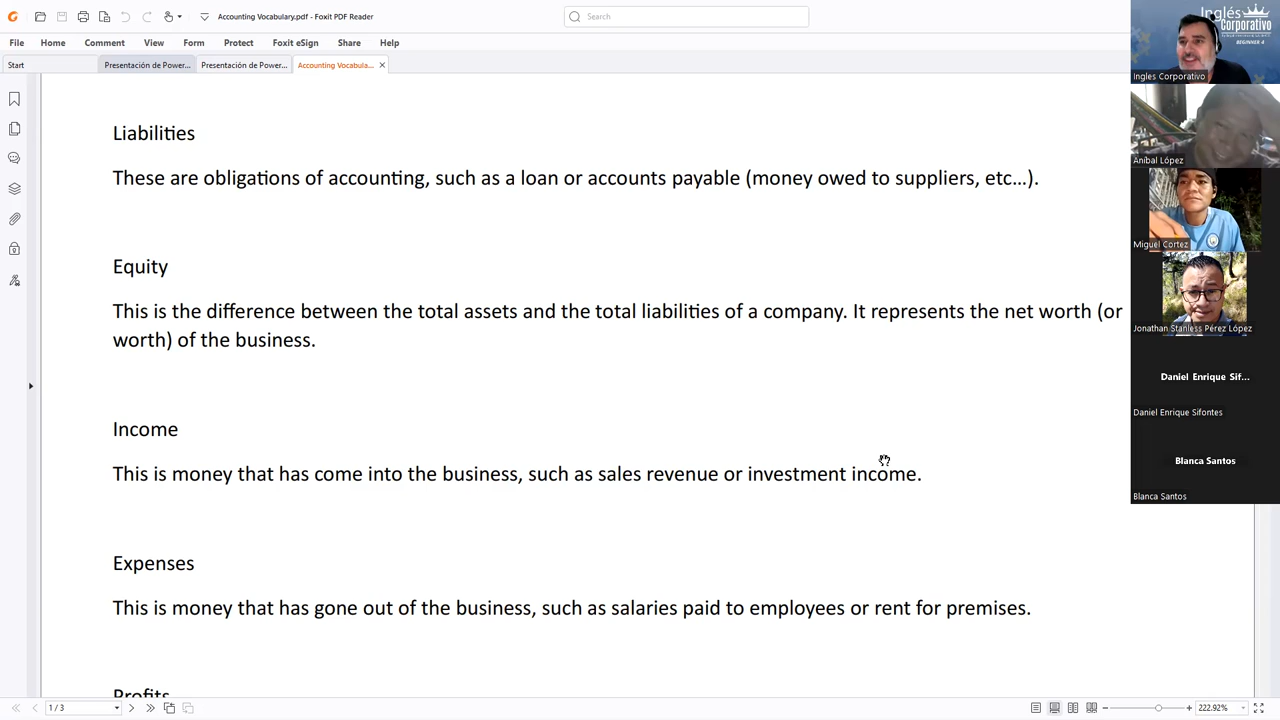 Accounting Vocabulary.pdf - Foxit PDF Reader
Search
File Home Comment View Form Protect Foxit eSign Share Help
Start Presentación de Power... Presentación de Power... Accounting Vocabula...
Liabilities
These are obligations of accounting, such as a loan or accounts payable (money owed to suppliers, etc...).
Equity
This is the difference between the total assets and the total liabilities of a company. It represents the net worth (or
worth) of the business.
Income
This is money that has come into the business, such as sales revenue or investment income.
Expenses
This is money that has gone out of the business, such as salaries paid to employees or rent for premises.
Profits
1 / 3
222.92%
Inglés
Corporativo
BEGINNER 4
Ingles Corporativo
Aníbal López
Miguel Cortez
Jonathan Stanless Pérez López
Daniel Enrique Sif...
Daniel Enrique Sifontes
Blanca Santos
Blanca Santos